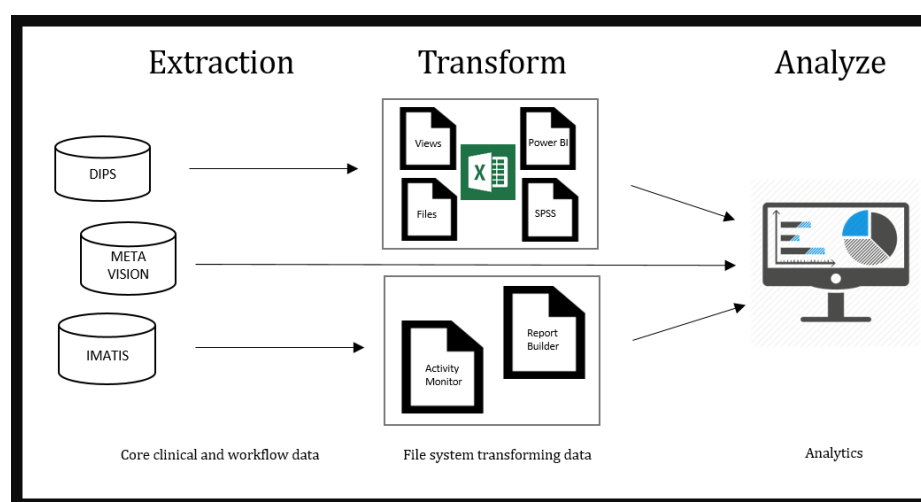 Extraction
Transform
Analyze
Views
Power BI
DIPS
X
Files
SPSS
META
VISION
Report
Builder
IMATIS
Activity
Monitor
Core clinical and workflow data
File system transforming data
Analytics